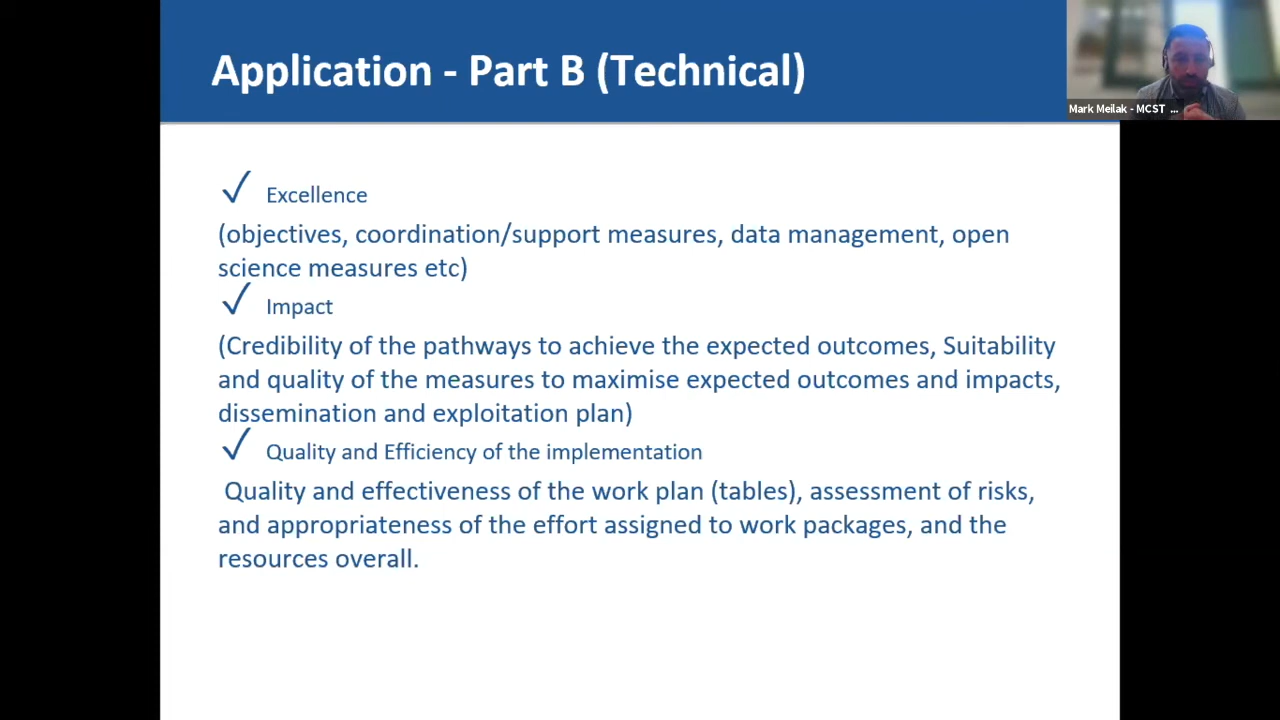 Application - Part B (Technical)
Mark Meilak - MCST ...
✓ Excellence
(objectives, coordination/support measures, data management, open
science measures etc)
✓ Impact
(Credibility of the pathways to achieve the expected outcomes, Suitability
and quality of the measures to maximise expected outcomes and impacts,
dissemination and exploitation plan)
✓ Quality and Efficiency of the implementation
Quality and effectiveness of the work plan (tables), assessment of risks,
and appropriateness of the effort assigned to work packages, and the
resources overall.